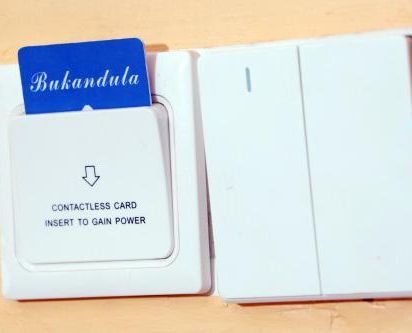 Bukandula
CONTACTLESS CARD
INSERT TO GAIN POWER